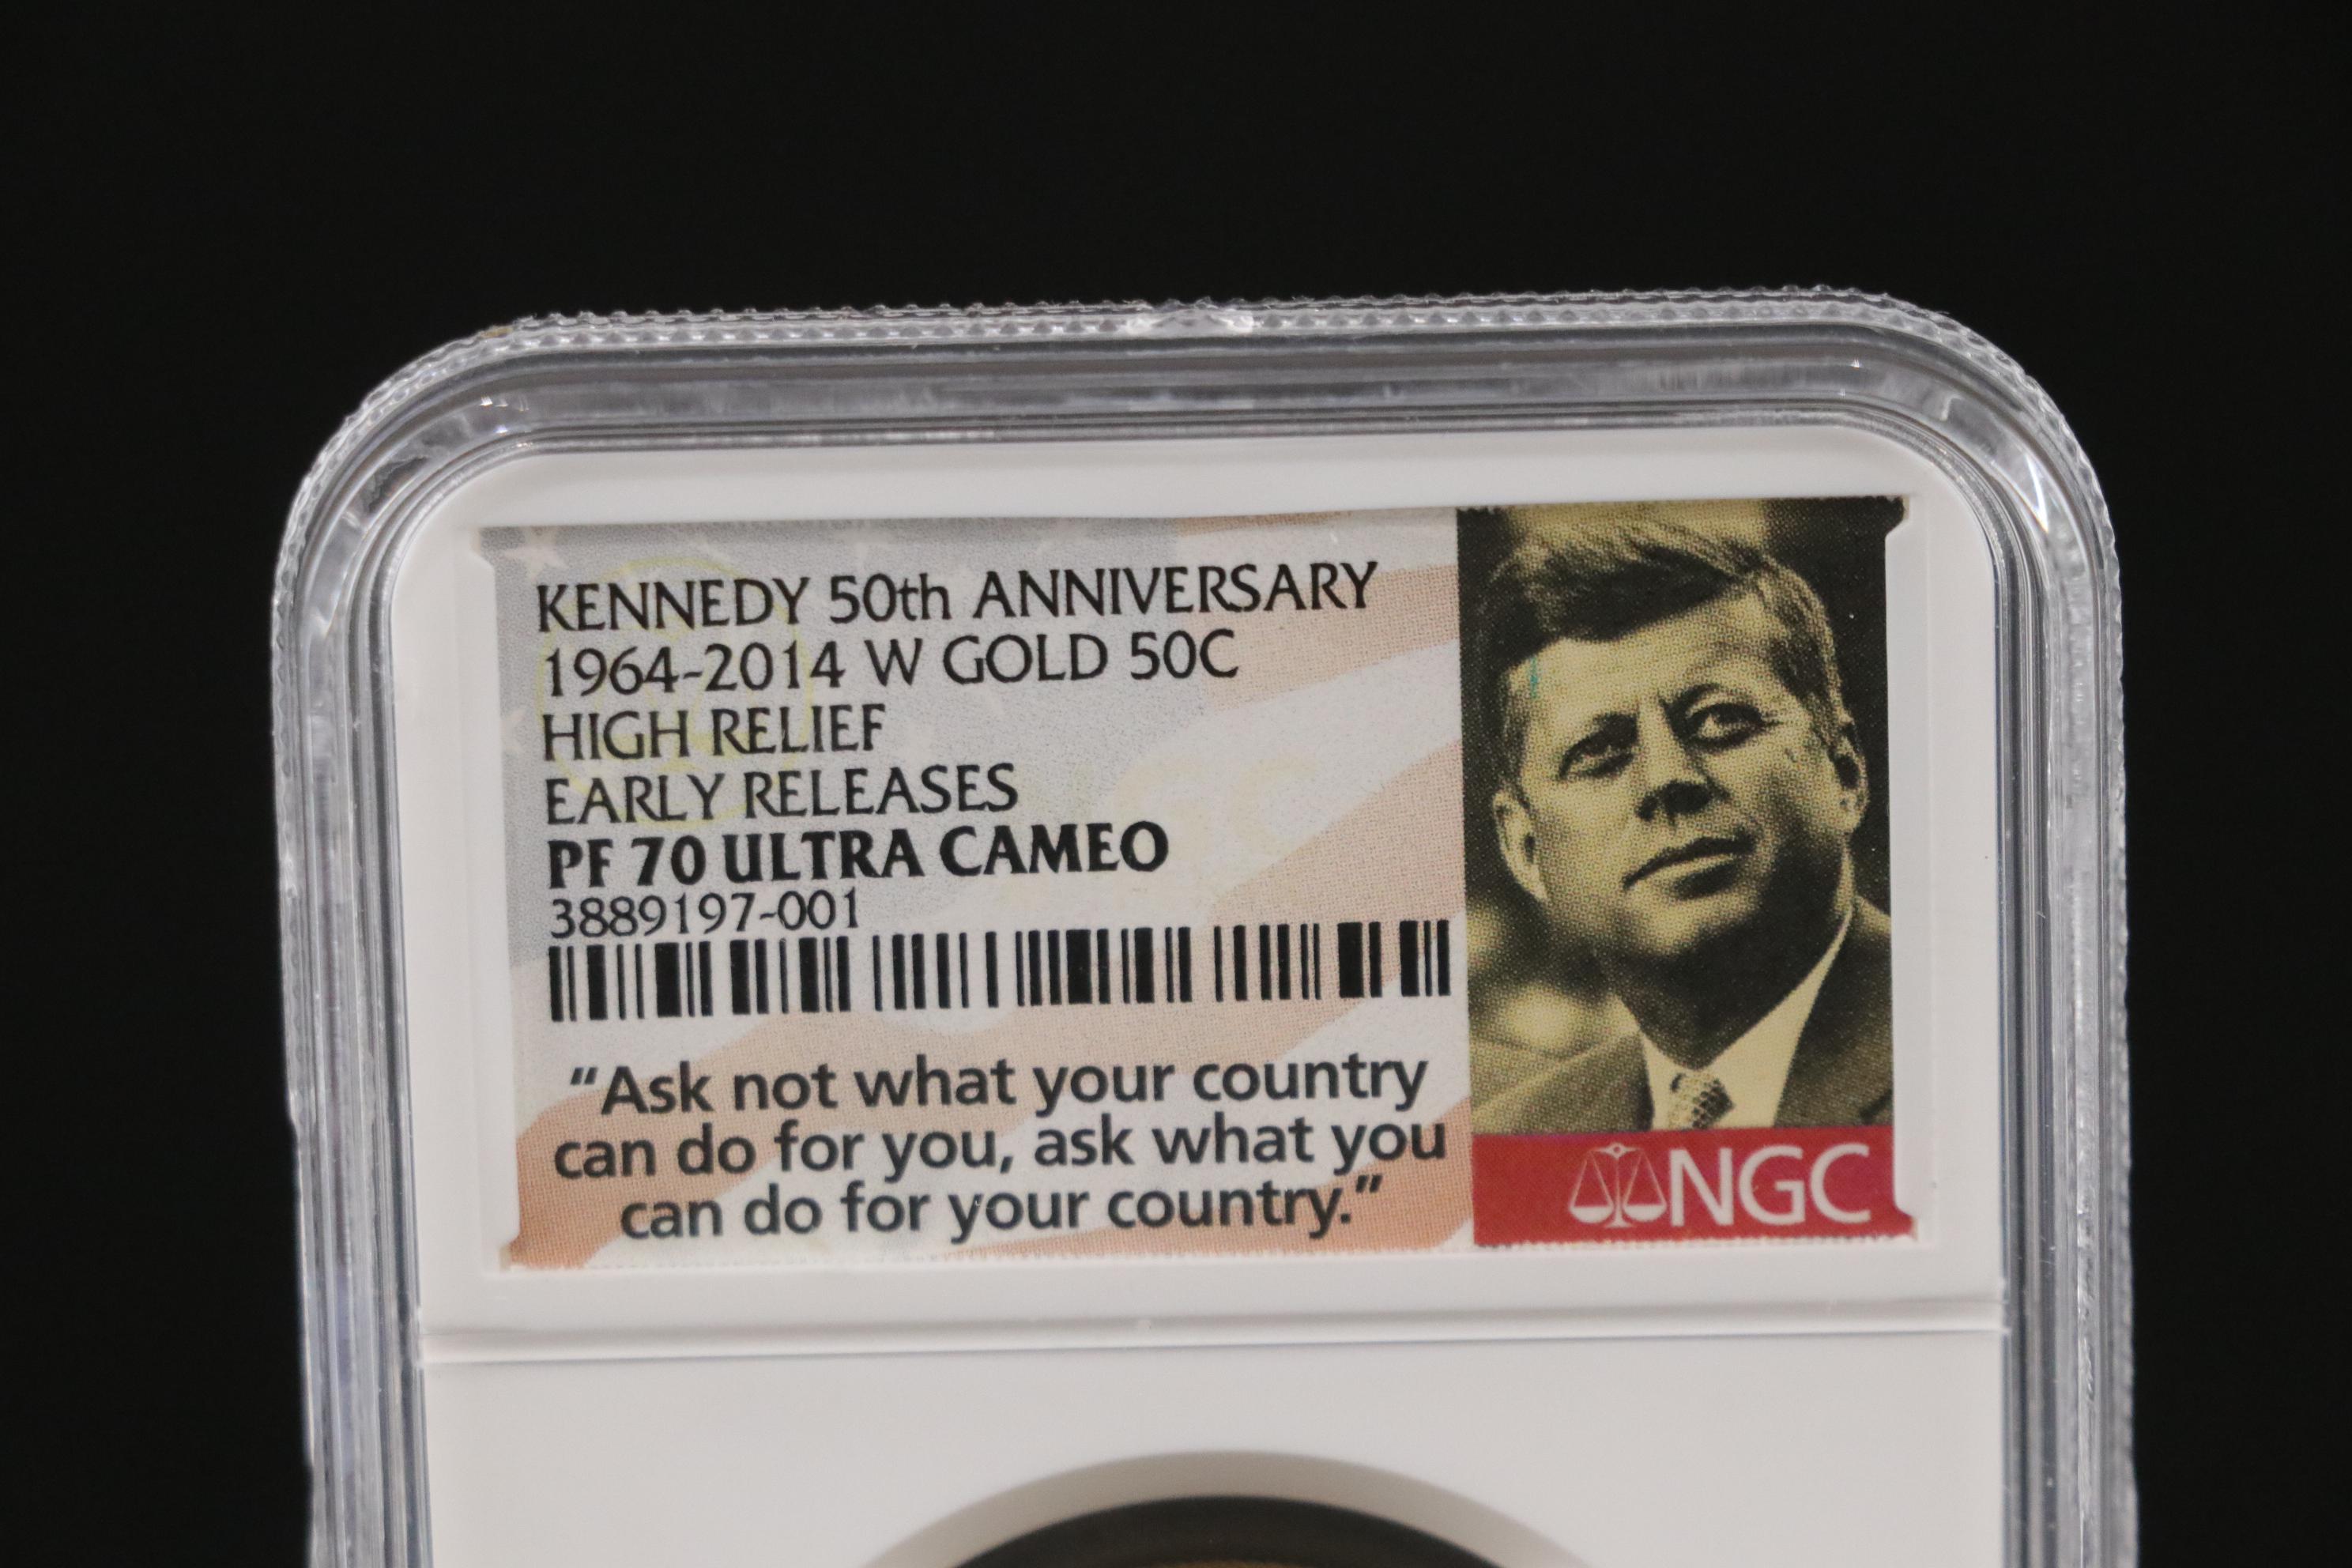 KENNEDY 50th ANNIVERSARY
1964-2014 W GOLD 50C
HIGH RELIEF
EARLY RELEASES
PF 70 ULTRA CAMEO
3889197-001
“Ask not what your country
can do for you, ask what you
can do for your country.”
NGC